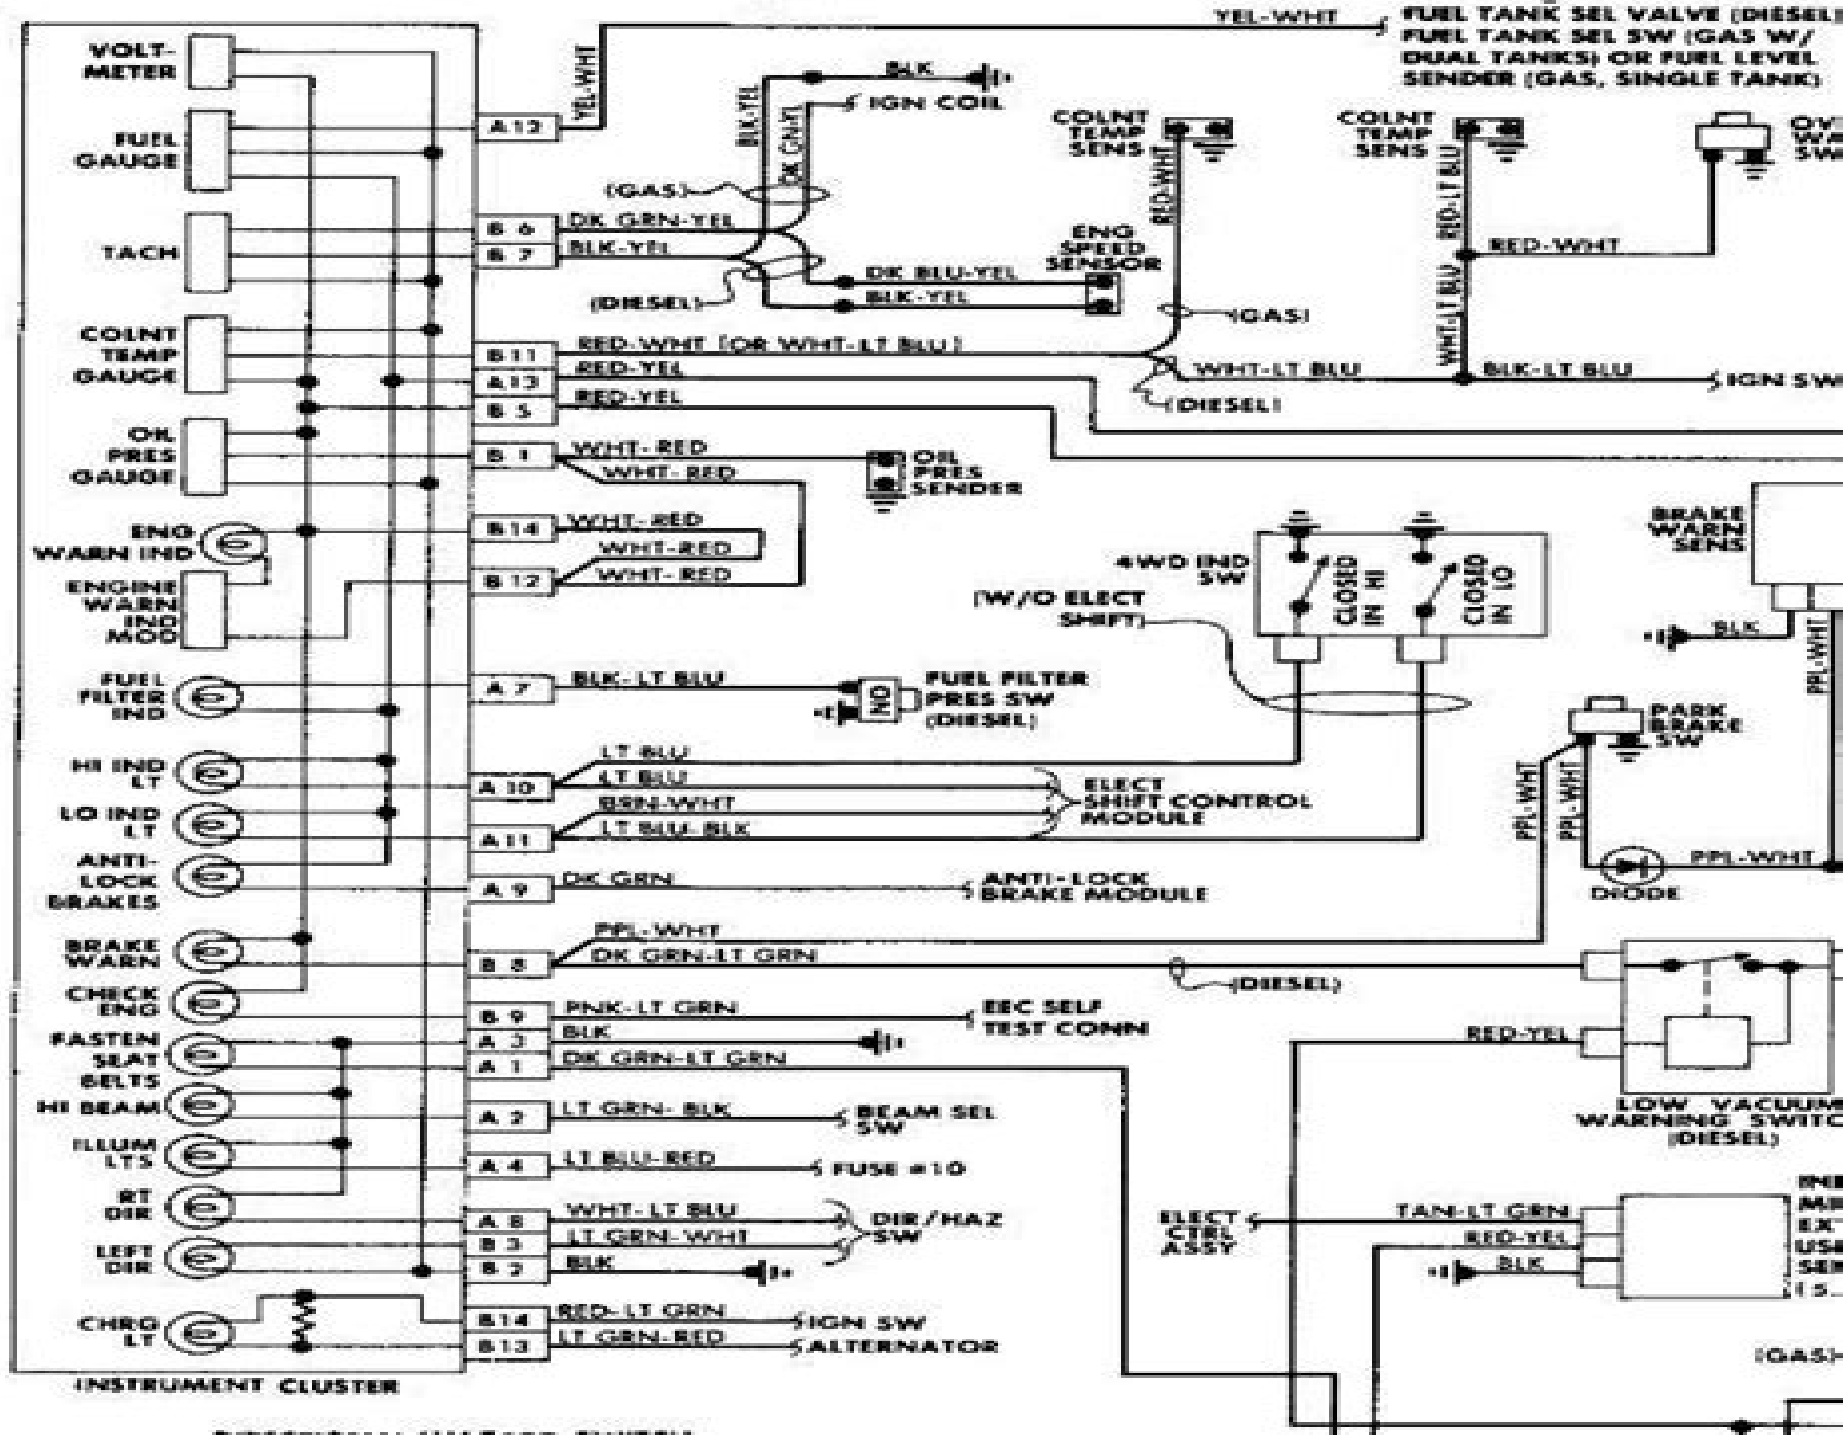 YEL-WHT
FUEL TANK SEL VALVE (DIESEL)
FUEL TANK SEL SW (GAS W/
DUAL TANKS) OR FUEL LEVEL
SENDER (GAS, SINGLE TANK)
VOLT-
METER
YEL-WHT
A12
FUEL
GAUGE
BLK
BLK-YEL
IGN COIL
DK GN-YL
(GAS)
COLNT
TEMP
SENS
RED-WHT
COLNT
TEMP
SENS
RED-LT BLU
RED-WHT
TACH
B 6
DK GRN-YEL
B 7
BLK-YEL
(DIESEL)
DK BLU-YEL
BLK-YEL
ENG
SPEED
SENSOR
(GAS)
WHT-LT BLU
COLNT
TEMP
GAUGE
B11
RED-WHT (OR WHT-LT BLU)
A13
RED-YEL
B 5
RED-YEL
WHT-LT BLU
BLK-LT BLU
IGN SW
(DIESEL)
OIL
PRES
GAUGE
B 1
WHT-RED
WHT-RED
OIL
PRES
SENDER
ENG
WARN IND
B14
WHT-RED
WHT-RED
ENGINE
WARN
IND
MOD
B 12
WHT-RED
4WD IND
SW
CLOSED
IN HI
CLOSED
IN LO
(W/O ELECT
SHIFT)
BRAKE
WARN
SENS
BLK
PPL-WHT
FUEL
FILTER
IND
A 7
BLK-LT BLU
NO
FUEL FILTER
PRES SW
(DIESEL)
PARK
BRAKE
SW
PPL-WHT
PPL-WHT
PPL-WHT
DIODE
HI IND
LT
A 10
LT BLU
LT BLU
LO IND
LT
A11
BRN-WHT
LT BLU-BLK
ELECT
SHIFT CONTROL
MODULE
ANTI-
LOCK
BRAKES
A 9
DK GRN
ANTI-LOCK
BRAKE MODULE
BRAKE
WARN
B 8
PPL-WHT
DK GRN-LT GRN
(DIESEL)
CHECK
ENG
B 9
PNK-LT GRN
EEC SELF
TEST CONN
FASTEN
SEAT
BELTS
A 3
BLK
A 1
DK GRN-LT GRN
RED-YEL
LOW VACUUM
WARNING SWITC
(DIESEL)
HI BEAM
A 2
LT GRN-BLK
BEAM SEL
SW
ILLUM
LTS
A 4
LT BLU-RED
FUSE #10
RT
DIR
A 8
WHT-LT BLU
LEFT
DIR
B 3
LT GRN-WHT
B 2
BLK
DIR/HAZ
SW
ELECT
CTRL
ASSY
TAN-LT GRN
RED-YEL
BLK
CHRG
LT
B14
RED-LT GRN
IGN SW
B13
LT GRN-RED
ALTERNATOR
(GAS)
INSTRUMENT CLUSTER